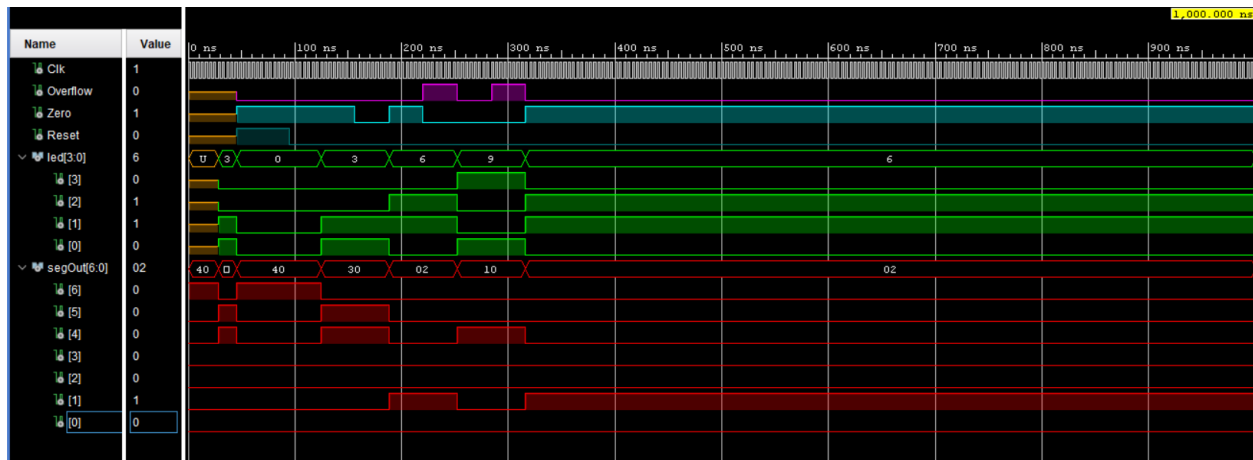 1,000.000 ns
Name Value 0 ns 100 ns 200 ns 300 ns 400 ns 500 ns 600 ns 700 ns 800 ns 900 ns
Clk 1
Overflow 0
Zero 1
Reset 0
led[3:0] 6 U 3 0 3 6 9 6
[3] 0
[2] 1
[1] 1
[0] 0
segOut[6:0] 02 40 40 30 02 10 02
[6] 0
[5] 0
[4] 0
[3] 0
[2] 0
[1] 1
[0] 0